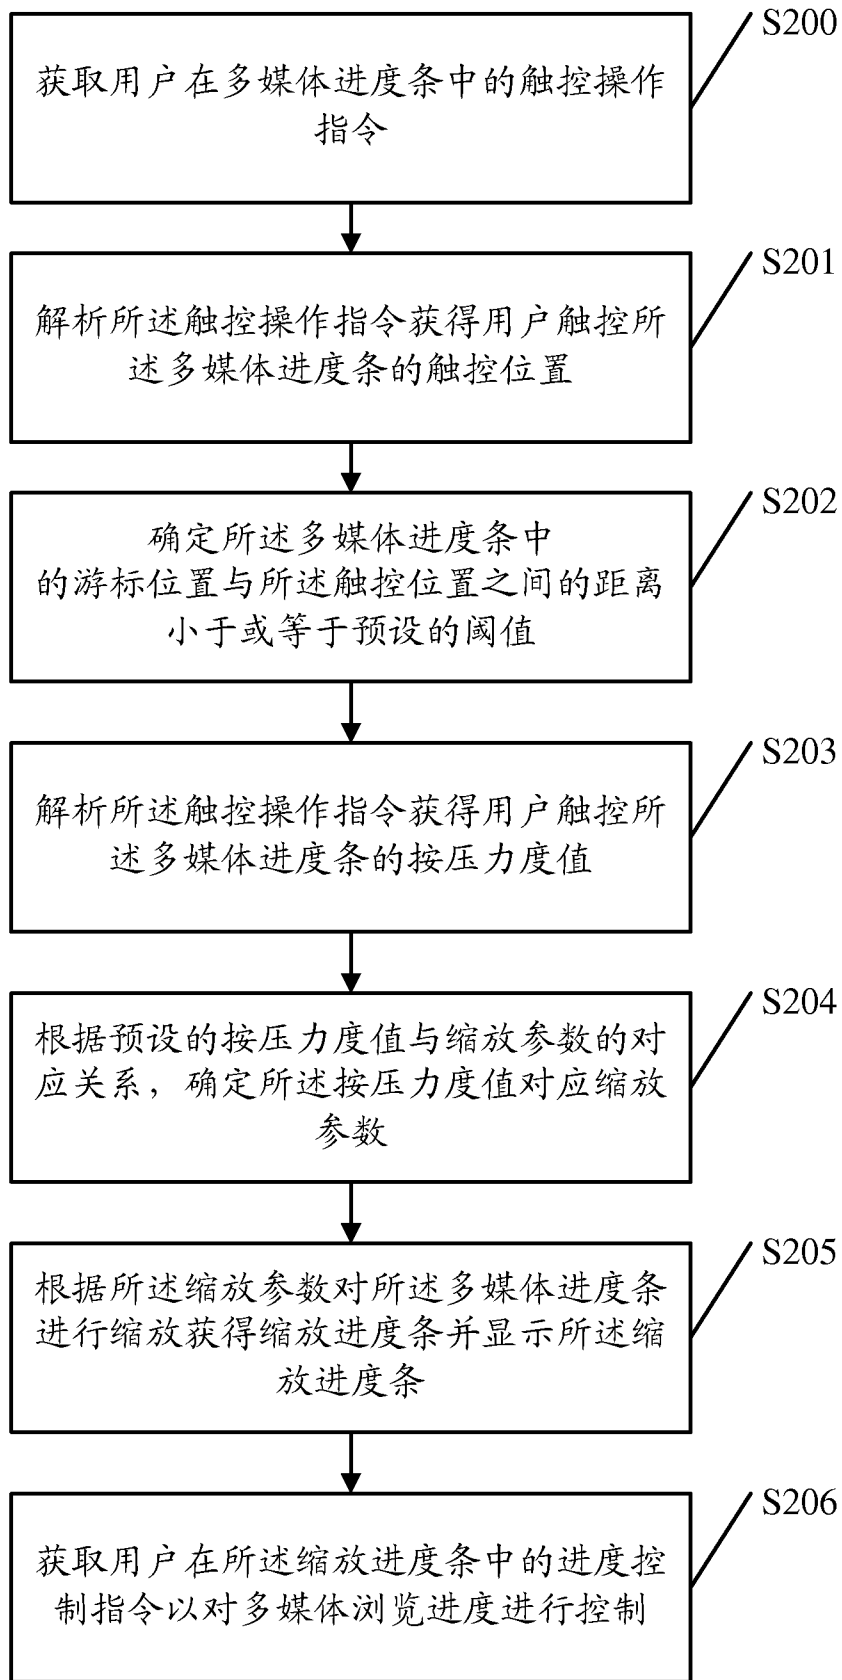 S200
获取用户在多媒体进度条中的触控操作
指令
S201
解析所述触控操作指令获得用户触控所
述多媒体进度条的触控位置
S202
确定所述多媒体进度条中
的游标位置与所述触控位置之间的距离
小于或等于预设的阈值
S203
解析所述触控操作指令获得用户触控所
述多媒体进度条的按压力度值
S204
根据预设的按压力度值与缩放参数的对
应关系，确定所述按压力度值对应缩放
参数
S205
根据所述缩放参数对所述多媒体进度条
进行缩放获得缩放进度条并显示所述缩
放进度条
S206
获取用户在所述缩放进度条中的进度控
制指令以对多媒体浏览进度进行控制